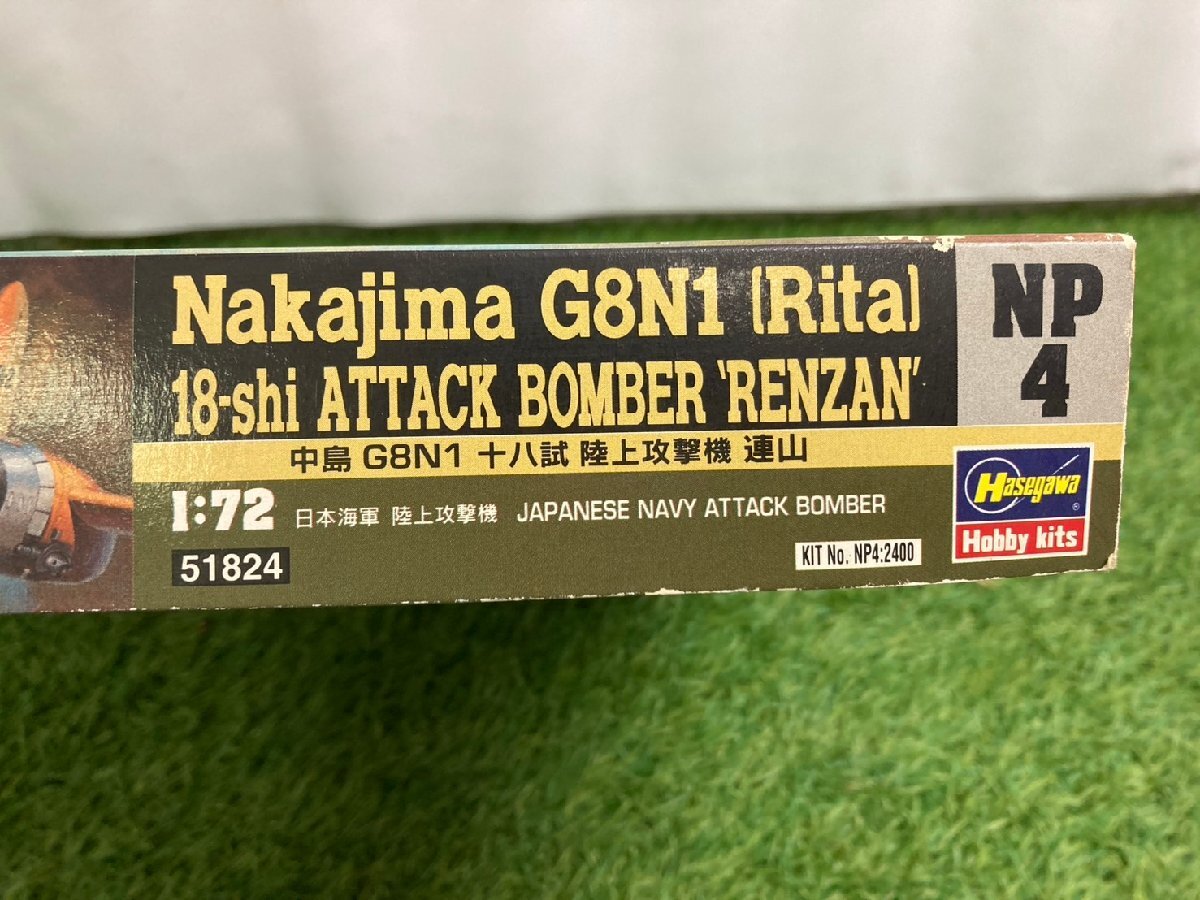 Nakajima G8N1 (Rita)
18-shi ATTACK BOMBER 'RENZAN'
中島 G8N1 十八試 陸上攻撃機 連山
1:72 日本海軍 陸上攻撃機 JAPANESE NAVY ATTACK BOMBER
51824
KIT No. NP4:2400
NP
4
Hasegawa ®
Hobby kits